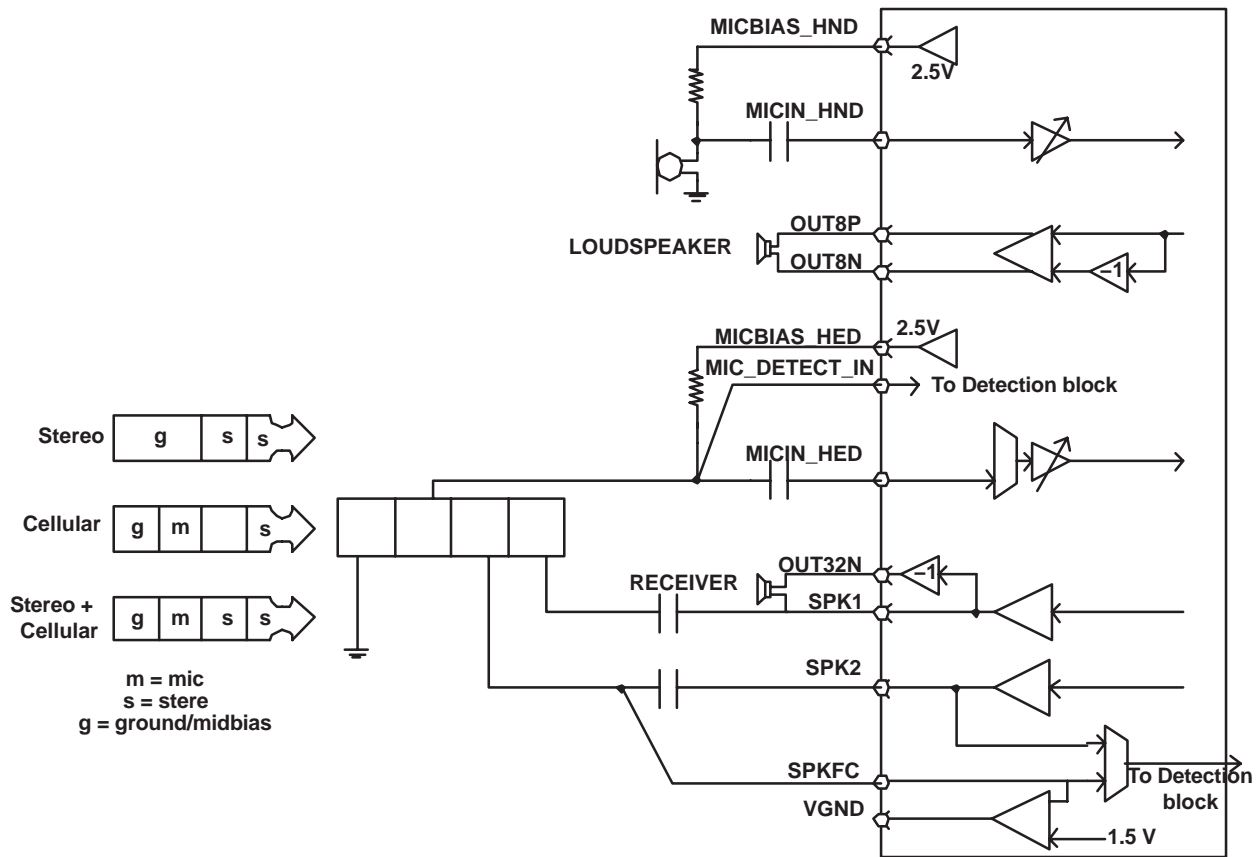 MICBIAS_HND
2.5V
MICIN_HND
OUT8P
LOUDSPEAKER
OUT8N
–1
2.5V
MICBIAS_HED
MIC_DETECT_IN
To Detection block
Stereo
g s s
MICIN_HED
Cellular
g m s
OUT32N
–1
RECEIVER
SPK1
Stereo +
Cellular
g m s s
SPK2
m = mic
s = stere
g = ground/midbias
SPKFC
To Detection
block
VGND
1.5 V